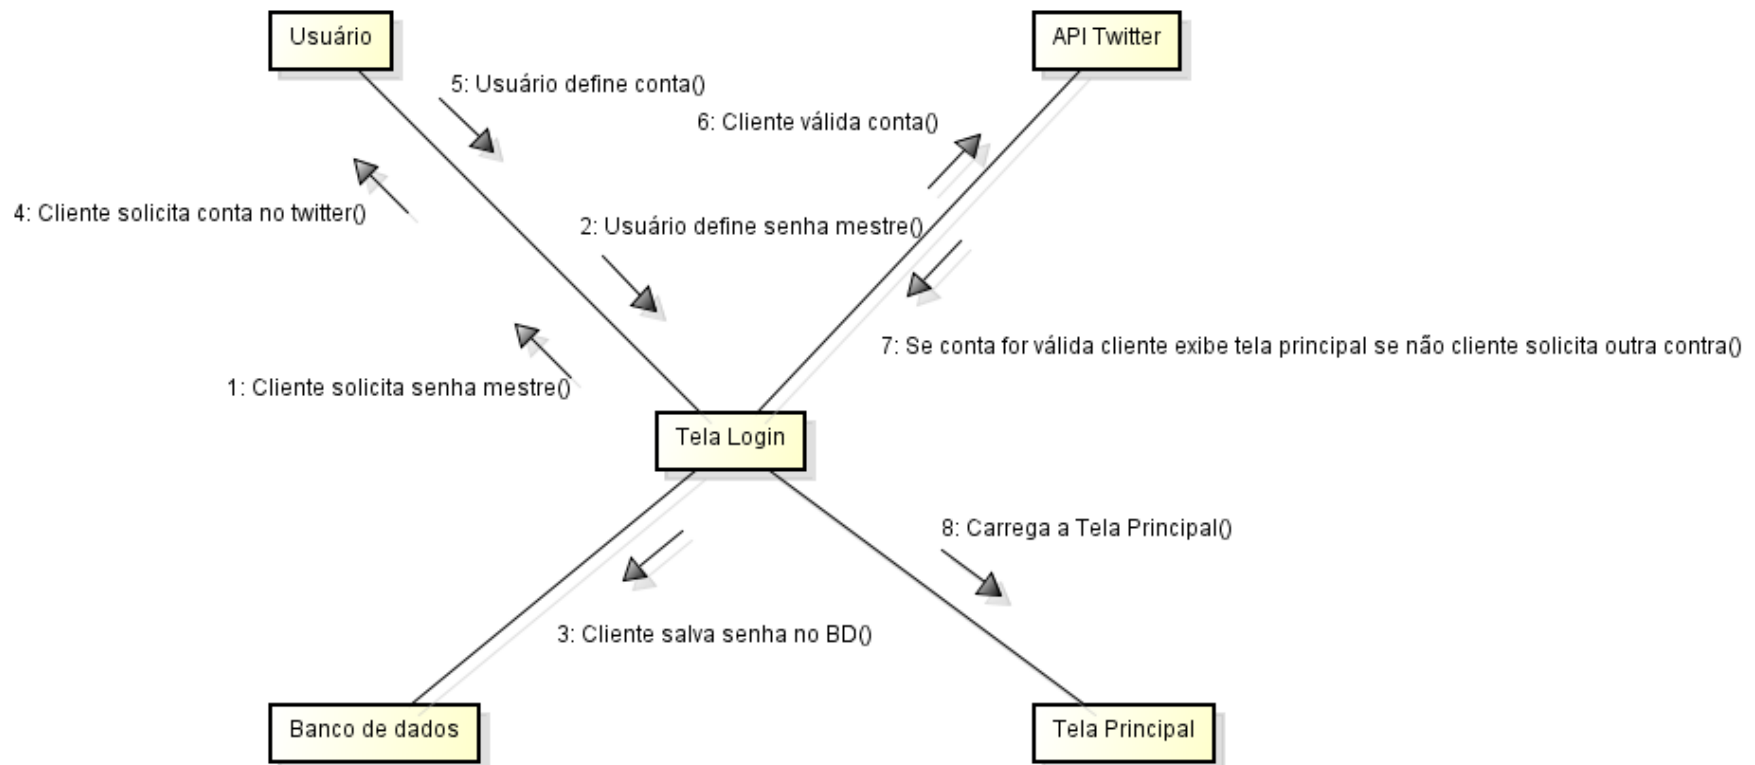 Usuário
API Twitter
5: Usuário define conta()
6: Cliente válida conta()
4: Cliente solicita conta no twitter()
2: Usuário define senha mestre()
7: Se conta for válida cliente exibe tela principal se não cliente solicita outra contra()
1: Cliente solicita senha mestre()
Tela Login
8: Carrega a Tela Principal()
3: Cliente salva senha no BD()
Banco de dados
Tela Principal